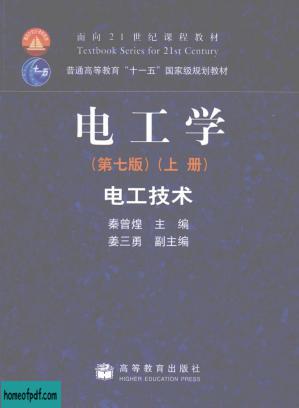 面向21世纪课程教材
Textbook Series for 21st Century
普通高等教育“十一五”国家级规划教材
电工学
（第七版）（上 册）
电工技术
秦曾煌 主 编
姜三勇 副主编
高等教育出版社
HIGHER EDUCATION PRESS
homeofpdf.com